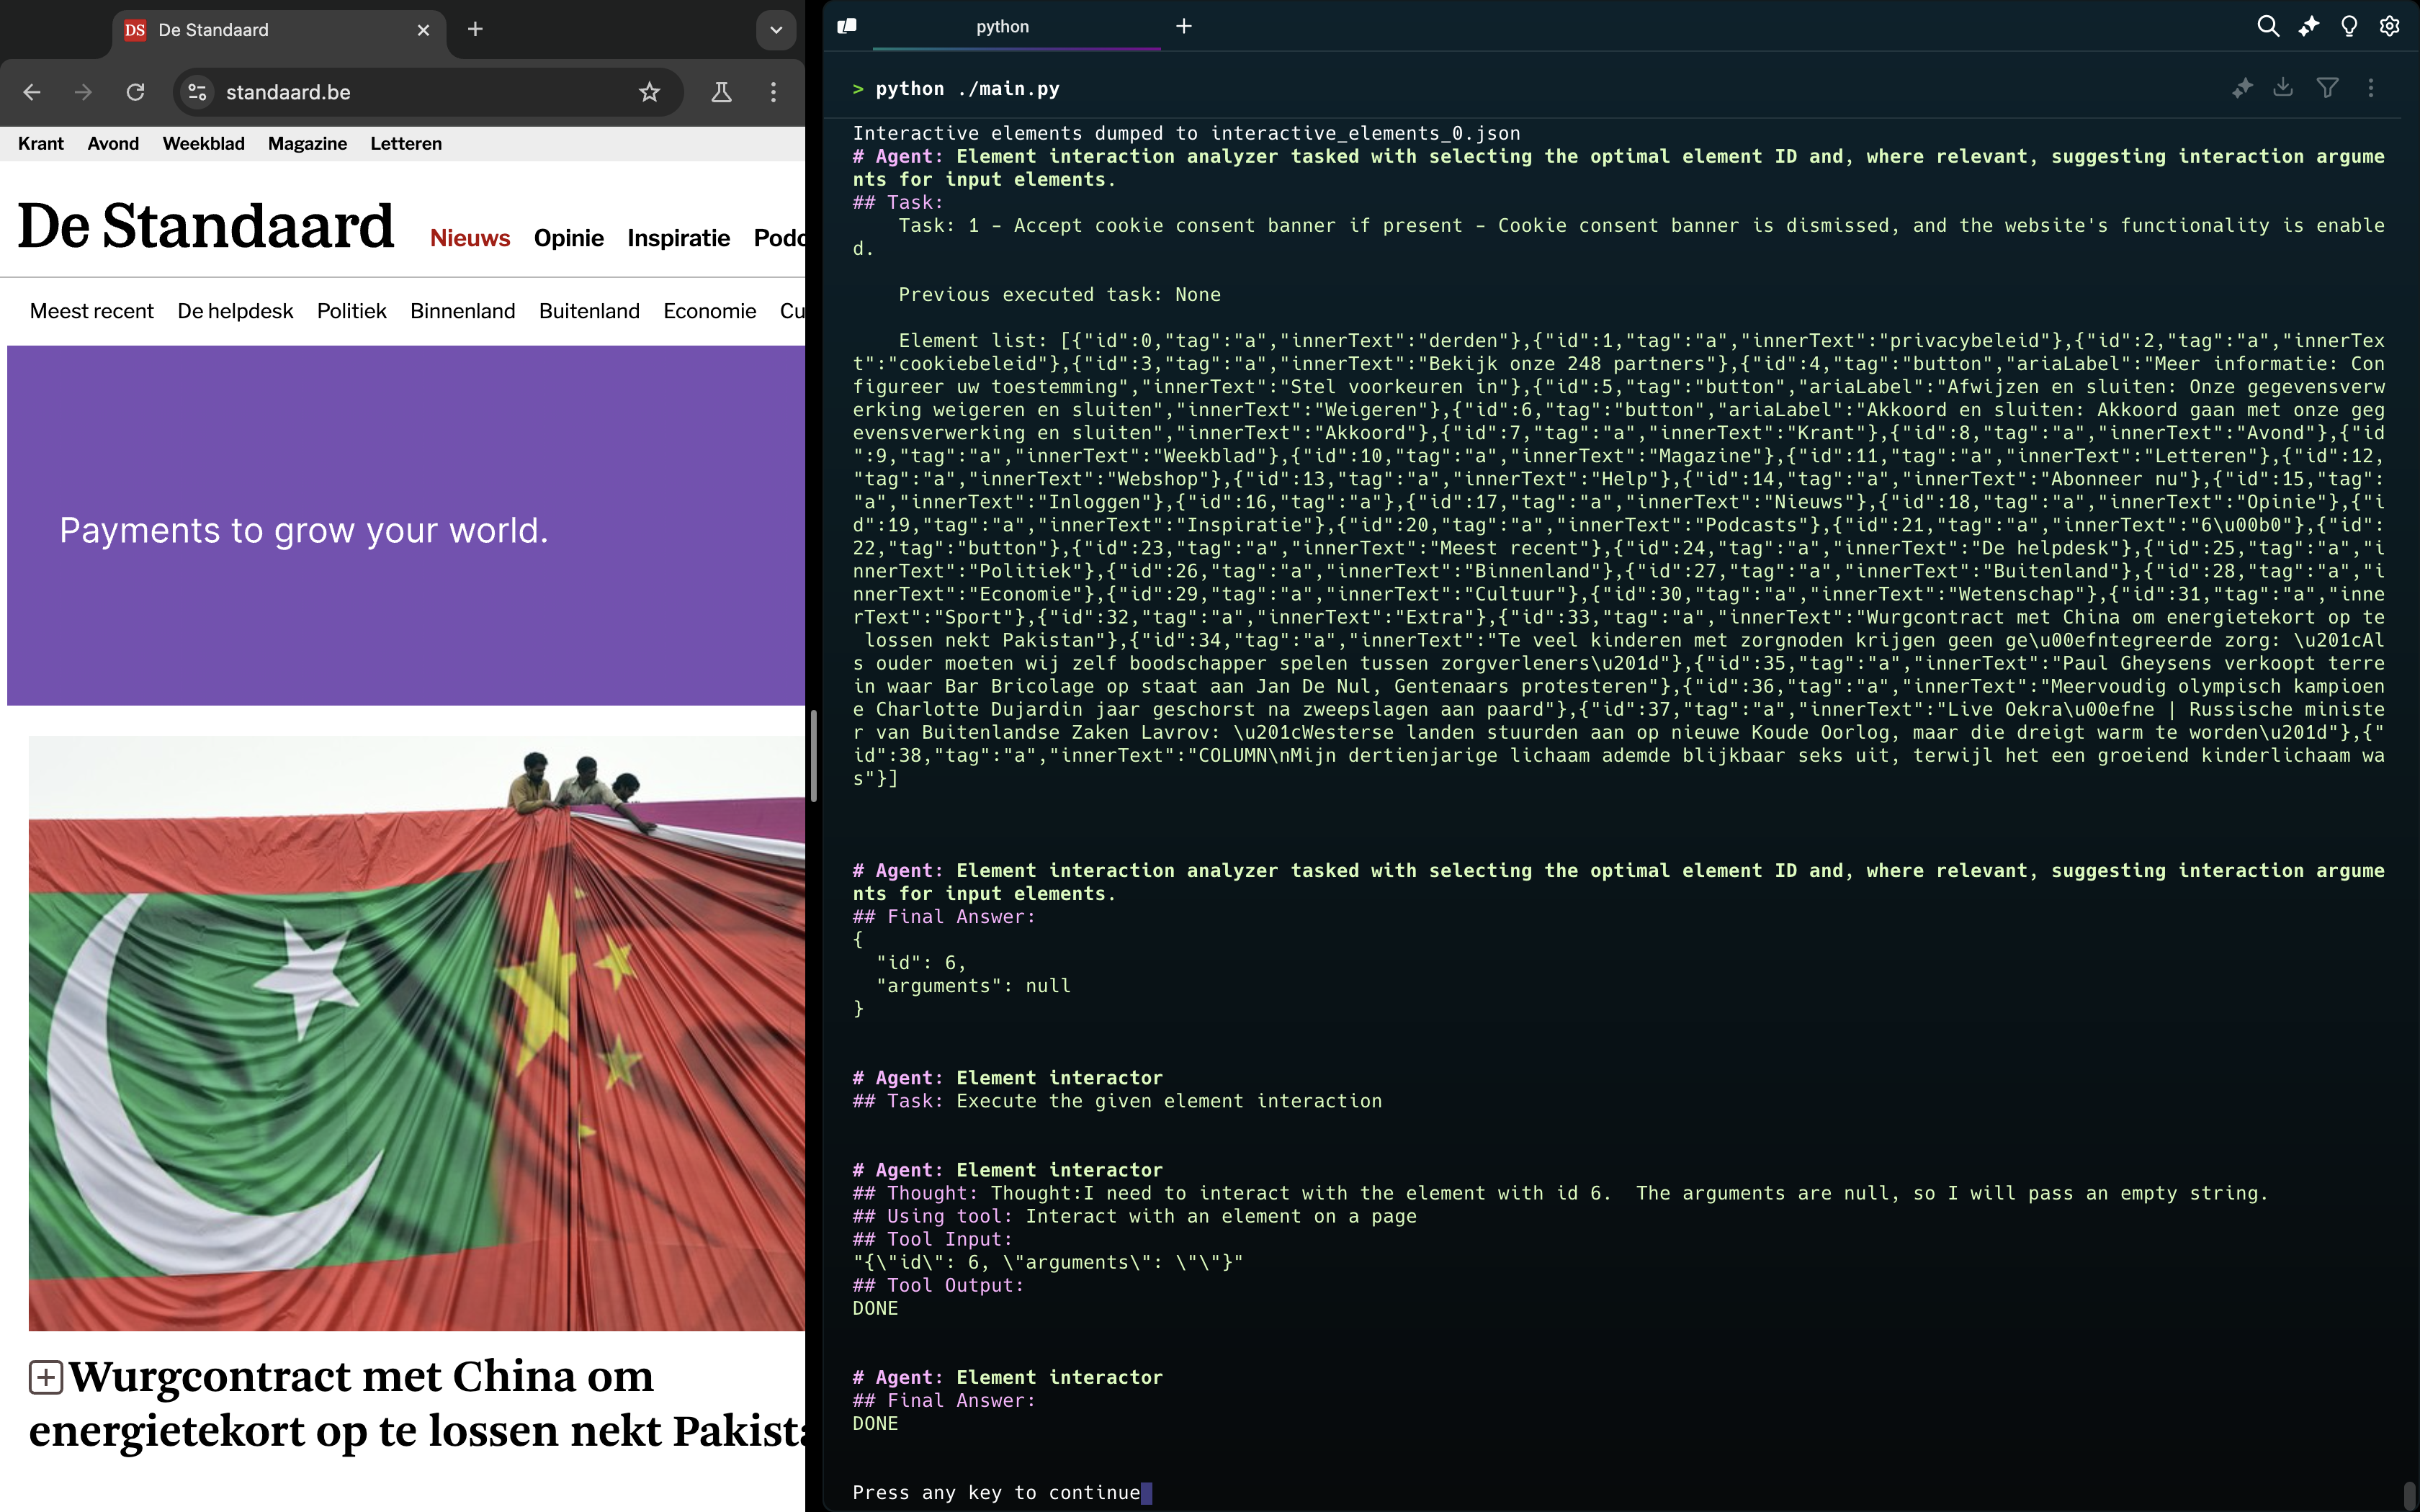 DS De Standaard
standaard.be
Krant Avond Weekblad Magazine Letteren
De Standaard Nieuws Opinie Inspiratie Podc
Meest recent De helpdesk Politiek Binnenland Buitenland Economie Cu
Payments to grow your world.
Wurgcontract met China om
energietekort op te lossen nekt Pakista
python
> python ./main.py
Interactive elements dumped to interactive_elements_0.json
# Agent: Element interaction analyzer tasked with selecting the optimal element ID and, where relevant, suggesting interaction argume
nts for input elements.
## Task:
Task: 1 - Accept cookie consent banner if present - Cookie consent banner is dismissed, and the website's functionality is enable
d.
Previous executed task: None
Element list: [{"id":0,"tag":"a","innerText":"derden"},{"id":1,"tag":"a","innerText":"privacybeleid"},{"id":2,"tag":"a","innerTex
t":"cookiebeleid"},{"id":3,"tag":"a","innerText":"Bekijk onze 248 partners"},{"id":4,"tag":"button","ariaLabel":"Meer informatie: Con
figureer uw toestemming","innerText":"Stel voorkeuren in"},{"id":5,"tag":"button","ariaLabel":"Afwijzen en sluiten: Onze gegevensverw
erking weigeren en sluiten","innerText":"Weigeren"},{"id":6,"tag":"button","ariaLabel":"Akkoord en sluiten: Akkoord gaan met onze geg
evensverwerking en sluiten","innerText":"Akkoord"},{"id":7,"tag":"a","innerText":"Krant"},{"id":8,"tag":"a","innerText":"Avond"},{"id
":9,"tag":"a","innerText":"Weekblad"},{"id":10,"tag":"a","innerText":"Magazine"},{"id":11,"tag":"a","innerText":"Letteren"},{"id":12,
"tag":"a","innerText":"Webshop"},{"id":13,"tag":"a","innerText":"Help"},{"id":14,"tag":"a","innerText":"Abonneer nu"},{"id":15,"tag":
"a","innerText":"Inloggen"},{"id":16,"tag":"a"},{"id":17,"tag":"a","innerText":"Nieuws"},{"id":18,"tag":"a","innerText":"Opinie"},{"i
d":19,"tag":"a","innerText":"Inspiratie"},{"id":20,"tag":"a","innerText":"Podcasts"},{"id":21,"tag":"a","innerText":"6\u00b0"},{"id":
22,"tag":"button"},{"id":23,"tag":"a","innerText":"Meest recent"},{"id":24,"tag":"a","innerText":"De helpdesk"},{"id":25,"tag":"a","i
nnerText":"Politiek"},{"id":26,"tag":"a","innerText":"Binnenland"},{"id":27,"tag":"a","innerText":"Buitenland"},{"id":28,"tag":"a","i
nnerText":"Economie"},{"id":29,"tag":"a","innerText":"Cultuur"},{"id":30,"tag":"a","innerText":"Wetenschap"},{"id":31,"tag":"a","inne
rText":"Sport"},{"id":32,"tag":"a","innerText":"Extra"},{"id":33,"tag":"a","innerText":"Wurgcontract met China om energietekort op te
lossen nekt Pakistan"},{"id":34,"tag":"a","innerText":"Te veel kinderen met zorgnoden krijgen geen ge\u00efntegreerde zorg: \u201cAl
s ouder moeten wij zelf boodschapper spelen tussen zorgverleners\u201d"},{"id":35,"tag":"a","innerText":"Paul Gheysens verkoopt terre
in waar Bar Bricolage op staat aan Jan De Nul, Gentenaars protesteren"},{"id":36,"tag":"a","innerText":"Meervoudig olympisch kampioen
e Charlotte Dujardin jaar geschorst na zweepslagen aan paard"},{"id":37,"tag":"a","innerText":"Live Oekra\u00efne | Russische ministe
r van Buitenlandse Zaken Lavrov: \u201cWesterse landen stuurden aan op nieuwe Koude Oorlog, maar die dreigt warm te worden\u201d"},{"
id":38,"tag":"a","innerText":"COLUMN\nMijn dertienjarige lichaam ademde blijkbaar seks uit, terwijl het een groeiend kinderlichaam wa
s"}]
# Agent: Element interaction analyzer tasked with selecting the optimal element ID and, where relevant, suggesting interaction argume
nts for input elements.
## Final Answer:
{
"id": 6,
"arguments": null
}
# Agent: Element interactor
## Task: Execute the given element interaction
# Agent: Element interactor
## Thought: Thought:I need to interact with the element with id 6.  The arguments are null, so I will pass an empty string.
## Using tool: Interact with an element on a page
## Tool Input:
"{\"id\": 6, \"arguments\": \"\"}"
## Tool Output:
DONE
# Agent: Element interactor
## Final Answer:
DONE
Press any key to continue